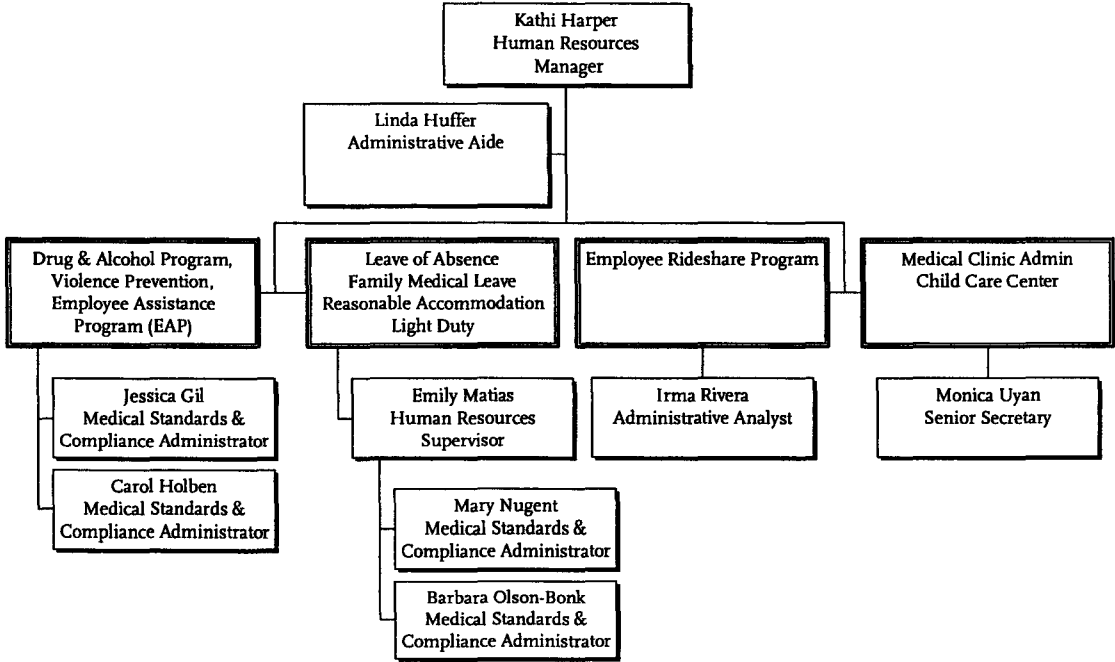 Kathi Harper
Human Resources
Manager
Linda Huffer
Administrative Aide
Drug & Alcohol Program,
Violence Prevention,
Employee Assistance
Program (EAP)
Leave of Absence
Family Medical Leave
Reasonable Accommodation
Light Duty
Employee Rideshare Program
Medical Clinic Admin
Child Care Center
Jessica Gil
Medical Standards &
Compliance Administrator
Carol Holben
Medical Standards &
Compliance Administrator
Emily Matias
Human Resources
Supervisor
Mary Nugent
Medical Standards &
Compliance Administrator
Barbara Olson-Bonk
Medical Standards &
Compliance Administrator
Irma Rivera
Administrative Analyst
Monica Uyan
Senior Secretary